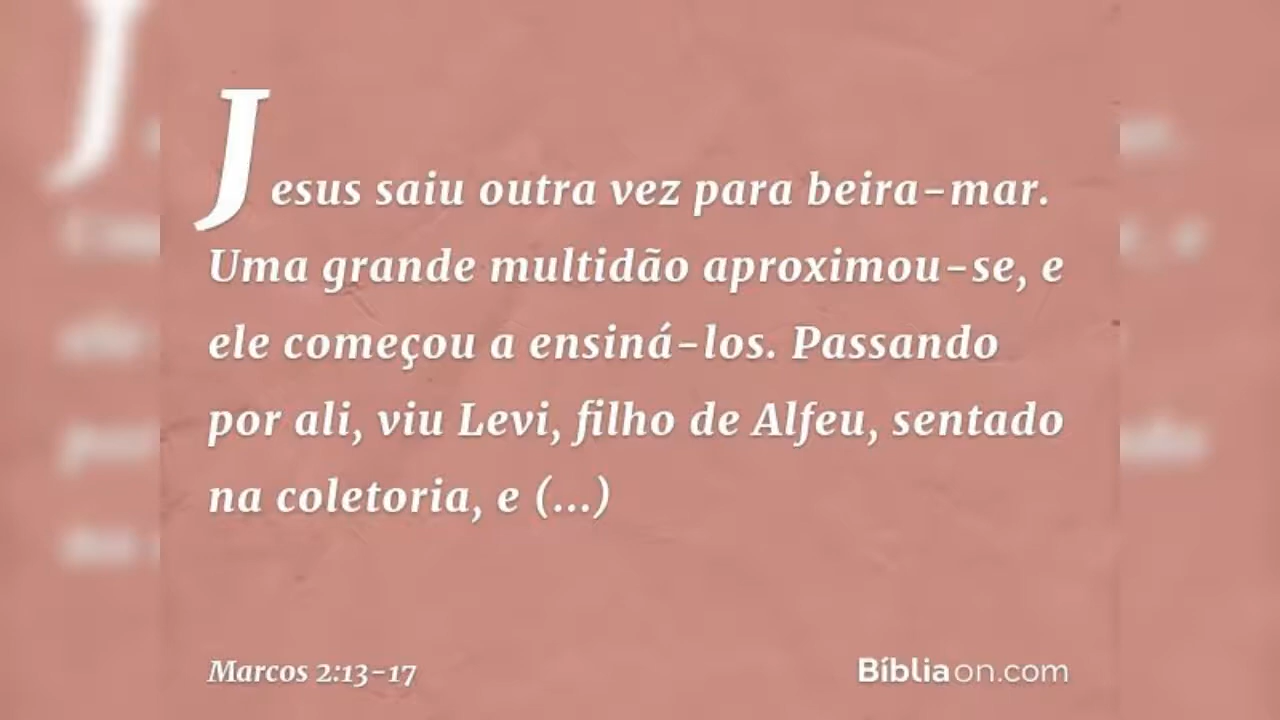 Jesus saiu outra vez para beira-mar.
Uma grande multidão aproximou-se, e
ele começou a ensiná-los. Passando
por ali, viu Levi, filho de Alfeu, sentado
na coletoria, e (...)
Marcos 2:13-17
Bíbliaon.com